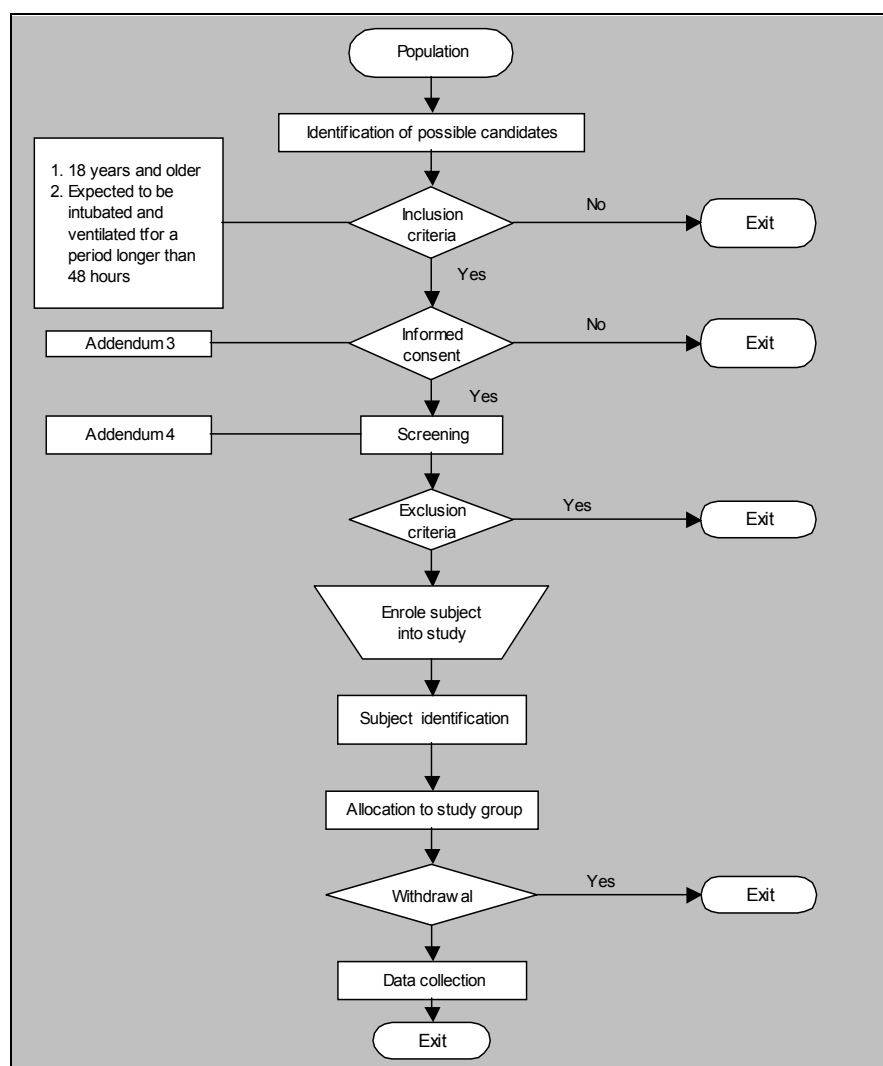 Population
Identification of possible candidates
1. 18 years and older
2. Expected to be
intubated and
ventilated tfor a
period longer than
48 hours
Inclusion
criteria
No
Exit
Yes
Addendum 3
Informed
consent
No
Exit
Yes
Addendum 4
Screening
Exclusion
criteria
Yes
Exit
Enrole subject
into study
Subject identification
Allocation to study group
Withdrawal
Yes
Exit
Data collection
Exit